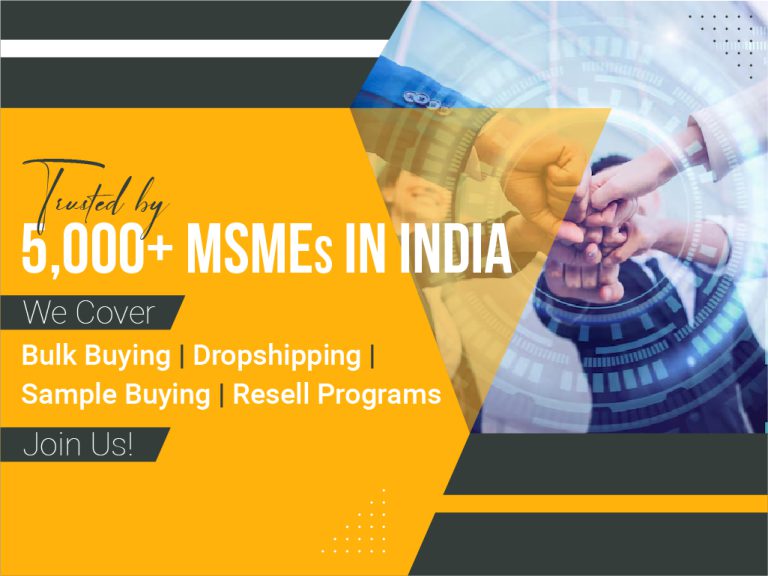 Trusted by
5,000+ MSMEs IN INDIA
We Cover
Bulk Buying | Dropshipping |
Sample Buying | Resell Programs
Join Us!